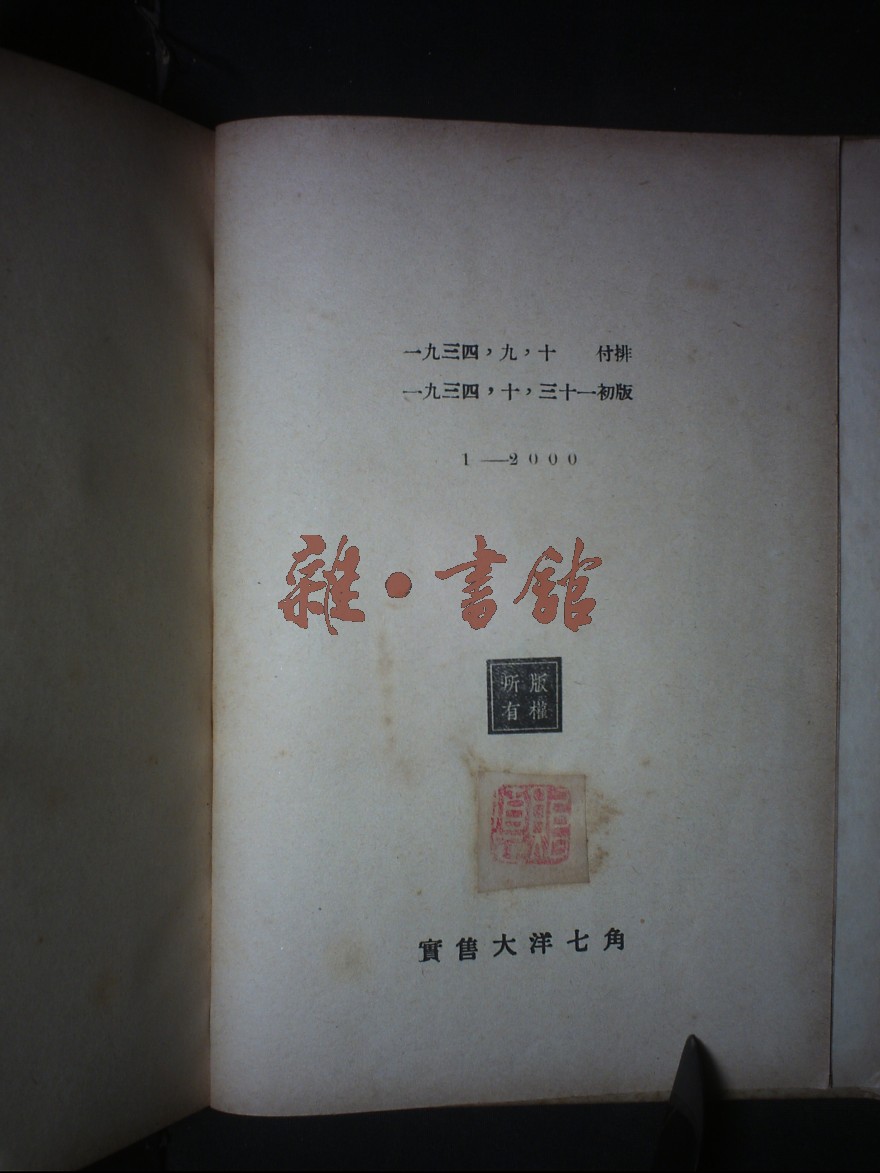 一九三四，九，十　付排
一九三四，十，三十一初版
1—2000
雜·書館
版權
所有
實售大洋七角